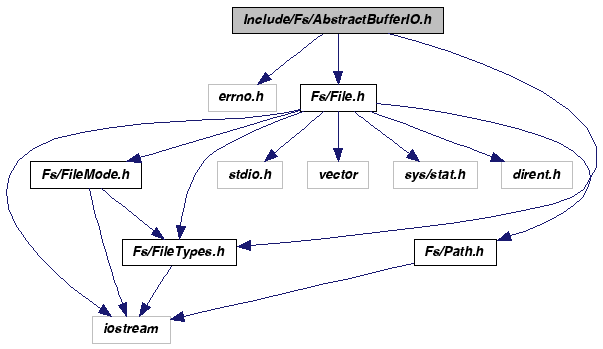 Include/Fs/AbstractBufferIO.h
errno.h
Fs/File.h
Fs/FileMode.h
stdio.h
vector
sys/stat.h
dirent.h
Fs/FileTypes.h
Fs/Path.h
iostream